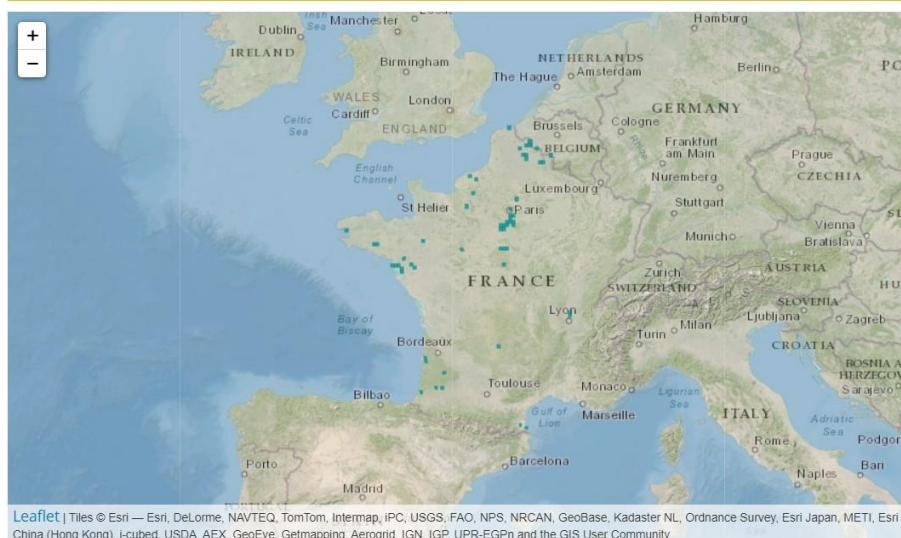 Irish
Sea
Manchester
Hamburg
Dublin
IRELAND
NETHERLANDS
Birmingham
Amsterdam
Berlin
The Hague
WALES
London
GERMANY
Cardiff
Celtic
Sea
ENGLAND
Brussels
Cologne
BELGIUM
Rhine
Frankfurt
am Main
Prague
CZECHIA
English
Channel
Luxembourg
Nuremberg
St Helier
Paris
Stuttgart
Munich
Vienna
Bratislava
FRANCE
Zurich
SWITZERLAND
AUSTRIA
HU
Lyon
SLOVENIA
Ljubljana
Zagreb
Bay of
Biscay
Turin
Milan
CROATIA
Bordeaux
BOSNIA A
HERZEGOV
Sarajevo
Toulouse
Monaco
Ligurian
Sea
Bilbao
Marseille
Gulf of
Lion
ITALY
Adriatic
Sea
Rome
Podgor
Porto
Barcelona
Bari
Naples
Madrid
PORTUGAL
+
−
Leaflet | Tiles © Esri — Esri, DeLorme, NAVTEQ, TomTom, Intermap, iPC, USGS, FAO, NPS, NRCAN, GeoBase, Kadaster NL, Ordnance Survey, Esri Japan, METI, Esri
China (Hong Kong), i-cubed, USDA, AEX, GeoEye, Getmapping, Aerogrid, IGN, IGP, UPR-EGPn and the GIS User Community